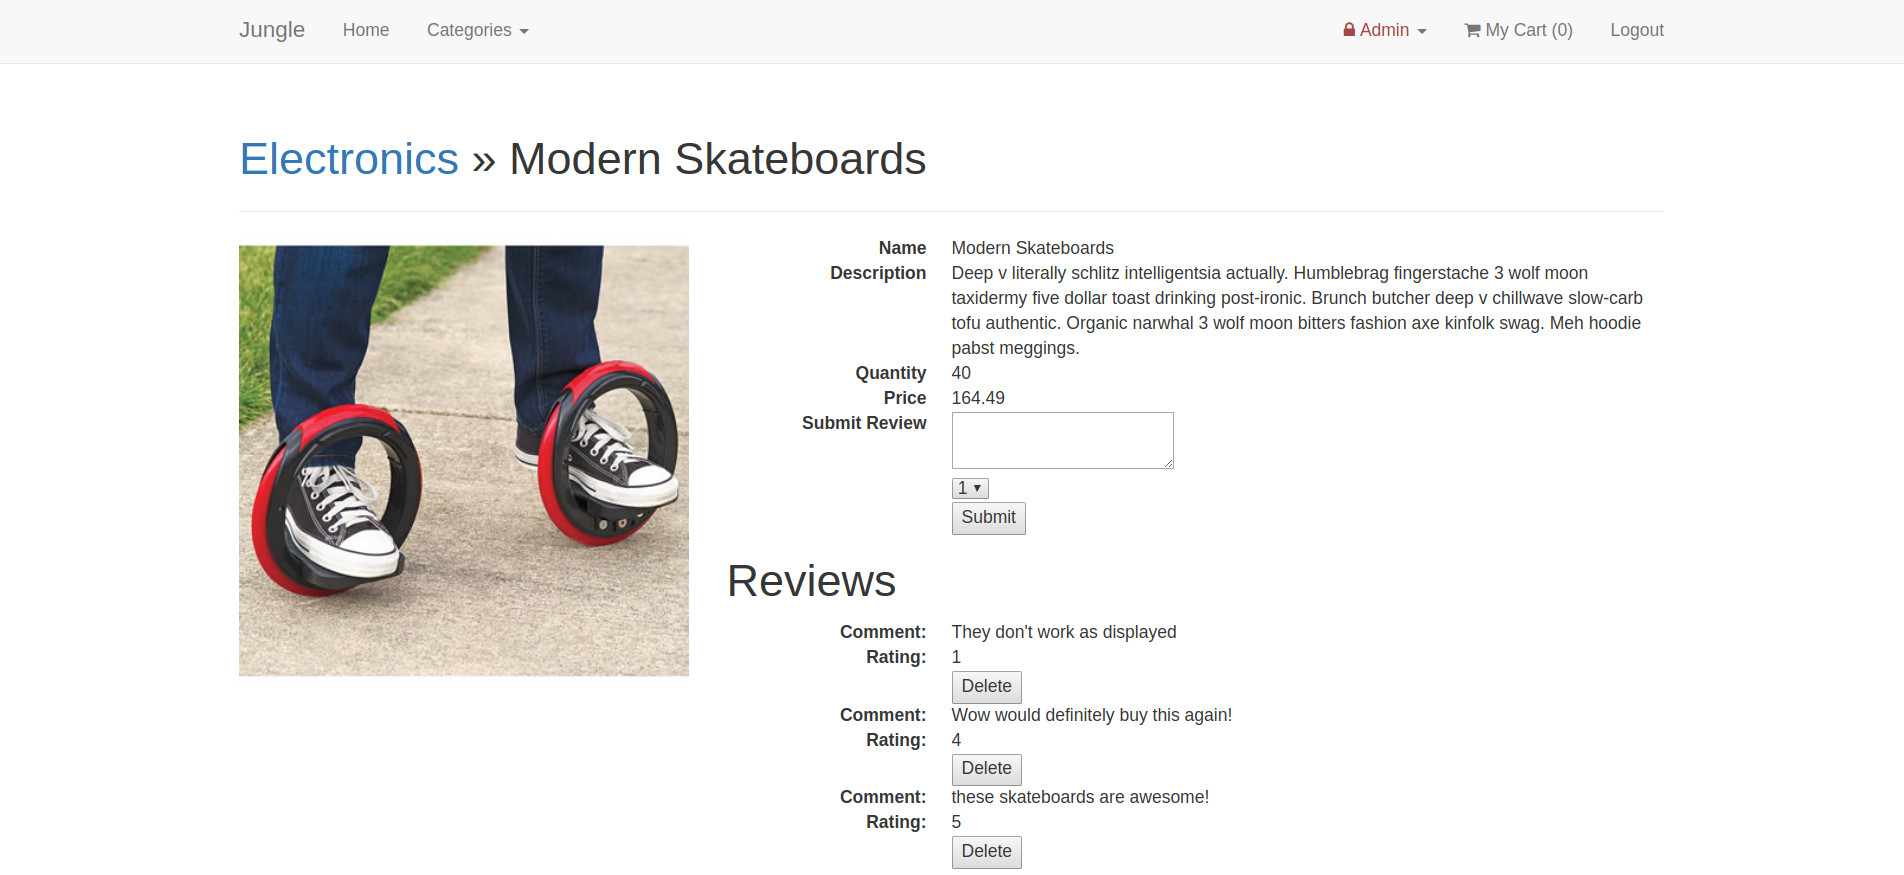 Jungle Home Categories Admin My Cart (0) Logout
Electronics » Modern Skateboards
Name Modern Skateboards
Description Deep v literally schlitz intelligentsia actually. Humblebrag fingerstache 3 wolf moon
taxidermy five dollar toast drinking post-ironic. Brunch butcher deep v chillwave slow-carb
tofu authentic. Organic narwhal 3 wolf moon bitters fashion axe kinfolk swag. Meh hoodie
pabst meggings.
Quantity 40
Price 164.49
Submit Review
1
Submit
Reviews
Comment: They don't work as displayed
Rating: 1
Delete
Comment: Wow would definitely buy this again!
Rating: 4
Delete
Comment: these skateboards are awesome!
Rating: 5
Delete